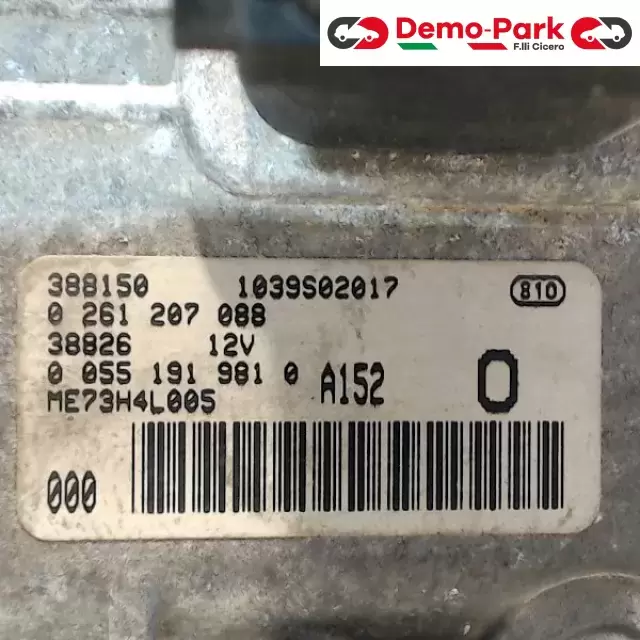 Demo-Park
F.lli Cicero
388150 1039S02017 810
0 261 207 088
38826 12V
0 055 191 981 0 A152 0
ME73H4L005
000